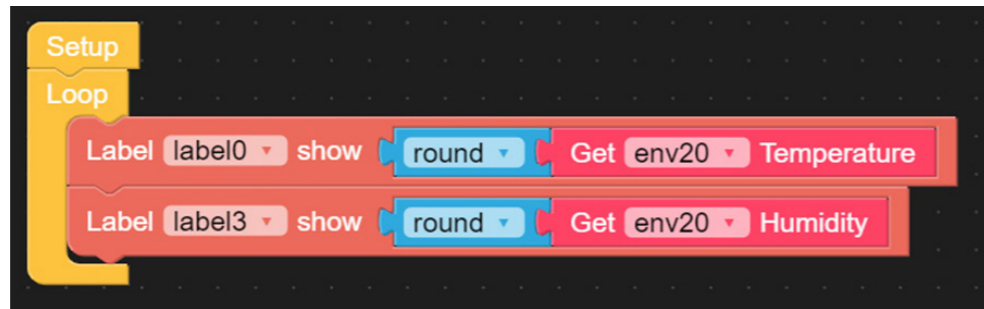 Setup
Loop
Label label0 show round Get env20 Temperature
Label label3 show round Get env20 Humidity